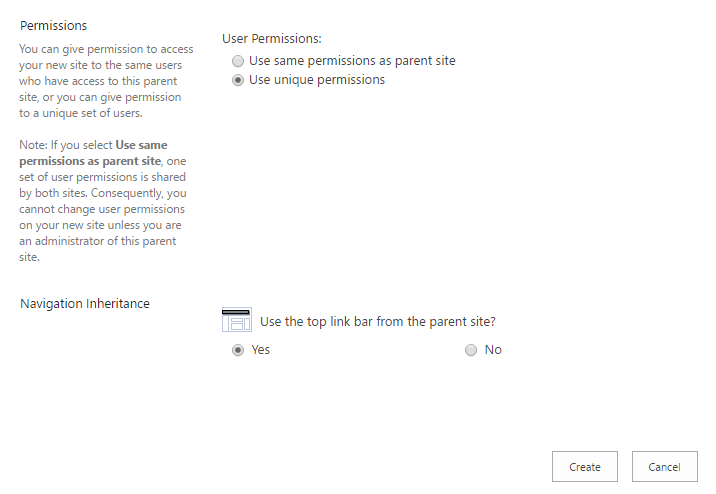 Permissions
You can give permission to access
your new site to the same users
who have access to this parent
site, or you can give permission
to a unique set of users.
Note: If you select Use same
permissions as parent site, one
set of user permissions is shared
by both sites. Consequently, you
cannot change user permissions
on your new site unless you are
an administrator of this parent
site.
User Permissions:
Use same permissions as parent site
Use unique permissions
Navigation Inheritance
Use the top link bar from the parent site?
Yes
No
Create
Cancel